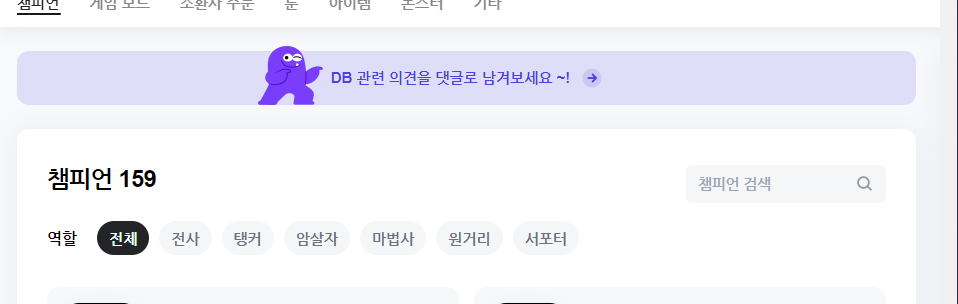 챔피언 게임 모드 소환사 주문 룬 아이템 몬스터 기타
DB 관련 의견을 댓글로 남겨보세요 ~!
챔피언 159
챔피언 검색
역할 전체 전사 탱커 암살자 마법사 원거리 서포터